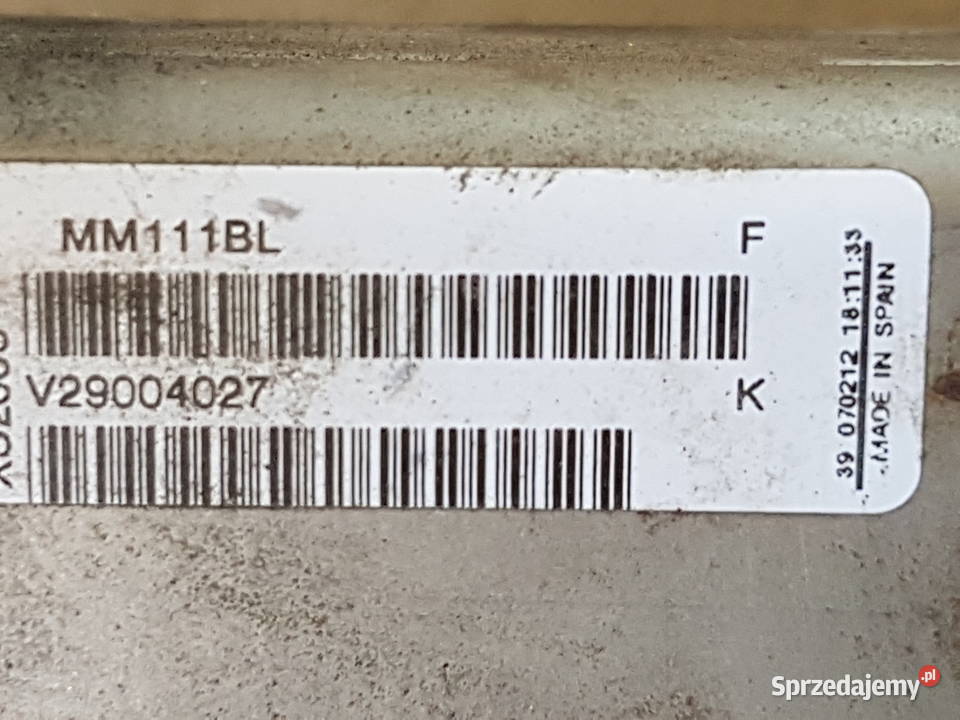 MM111BL F
V29004027 K
39 070212 18:11:33
MADE IN SPAIN
Sprzedajemy.pl